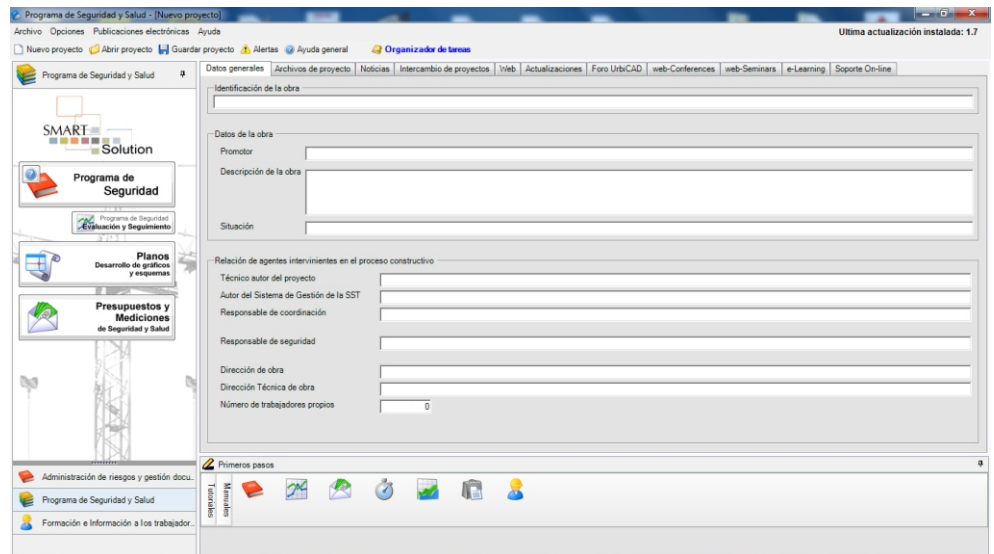 Programa de Seguridad y Salud - [Nuevo proyecto]
Archivo Opciones Publicaciones electrónicas Ayuda
Ultima actualización instalada: 1.7
Nuevo proyecto Abrir proyecto Guardar proyecto Alertas Ayuda general Organizador de tareas
Programa de Seguridad y Salud
SMART
Solution
Programa de
Seguridad
Programa de Seguridad
Evaluación y Seguimiento
Planos
Desarrollo de gráficos
y esquemas
Presupuestos y
Mediciones
de Seguridad y Salud
Administración de riesgos y gestión docu..
Programa de Seguridad y Salud
Formación e Información a los trabajador..
Datos generales Archivos de proyecto Noticias Intercambio de proyectos Web Actualizaciones Foro UrbiCAD web-Conferences web-Seminars e-Learning Soporte On-line
Identificación de la obra
Datos de la obra
Promotor
Descripción de la obra
Situación
Relación de agentes intervinientes en el proceso constructivo
Técnico autor del proyecto
Autor del Sistema de Gestión de la SST
Responsable de coordinación
Responsable de seguridad
Dirección de obra
Dirección Técnica de obra
Número de trabajadores propios 0
Primeros pasos
Tutoriales
Manuales